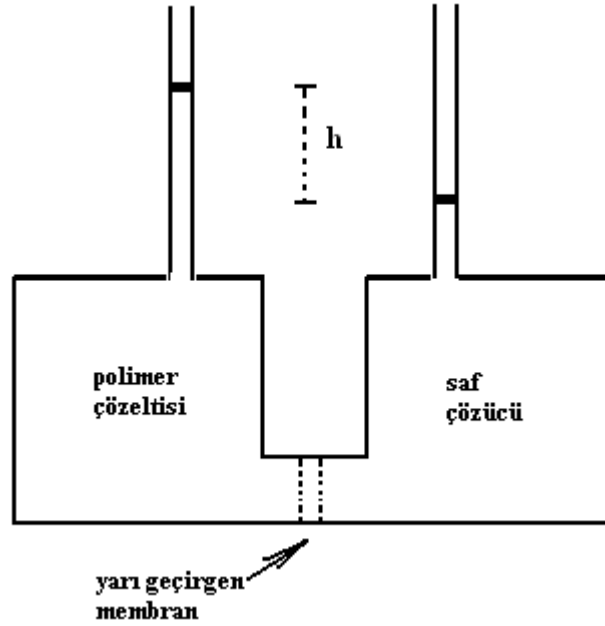 h
polimer
çözeltisi
saf
çözücü
yarı geçirgen
membran